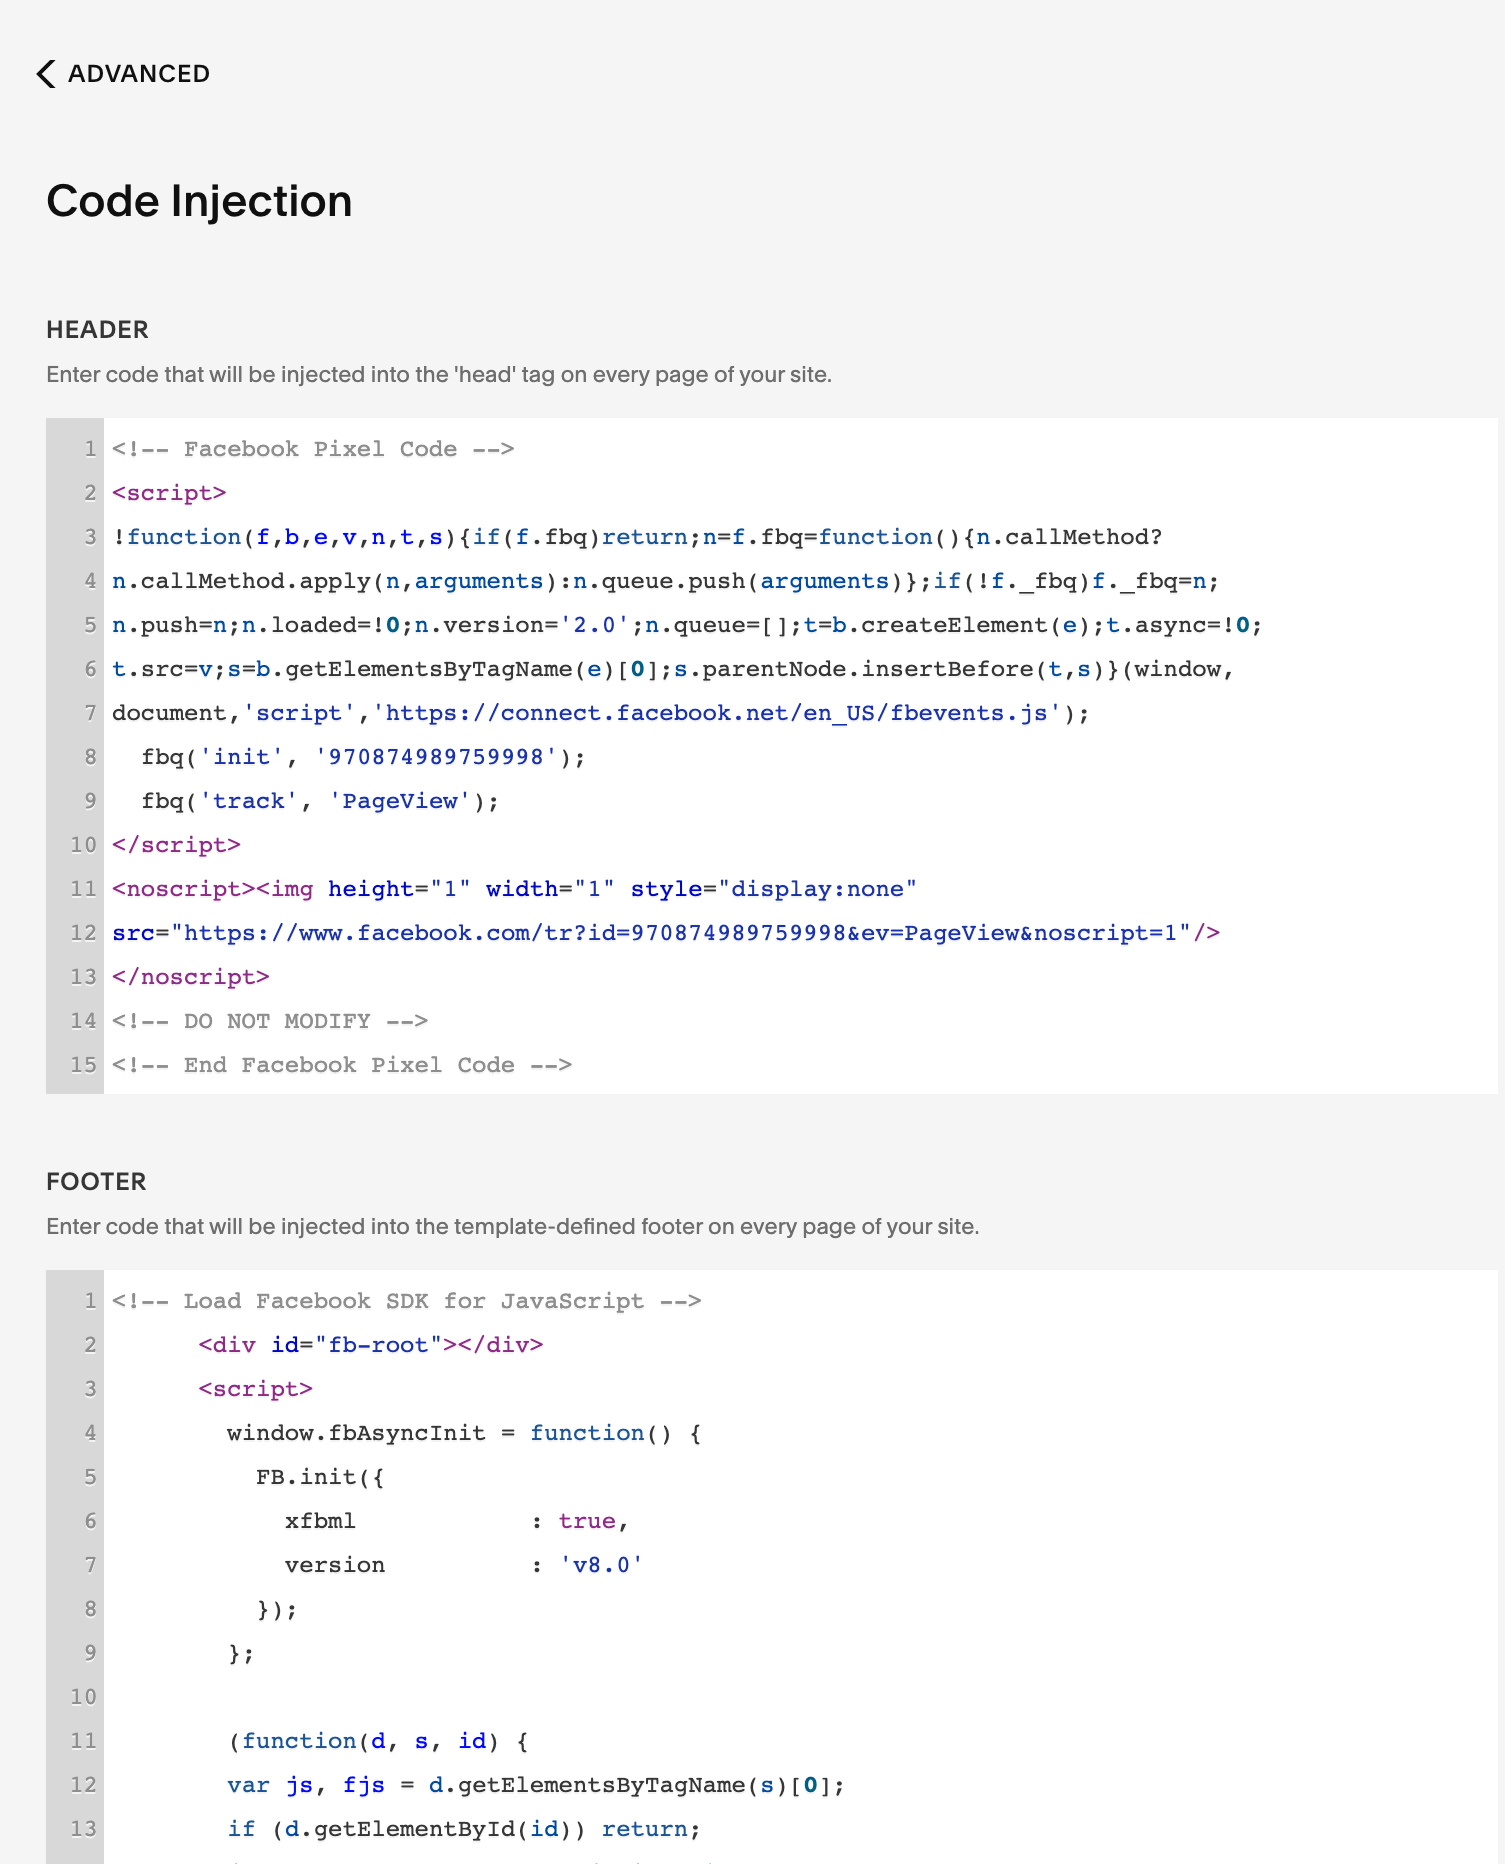 ADVANCED
Code Injection
HEADER
Enter code that will be injected into the 'head' tag on every page of your site.
1 <!-- Facebook Pixel Code -->
2 <script>
3 !function(f,b,e,v,n,t,s){if(f.fbq)return;n=f.fbq=function(){n.callMethod?
4 n.callMethod.apply(n,arguments):n.queue.push(arguments)};if(!f._fbq)f._fbq=n;
5 n.push=n;n.loaded=!0;n.version='2.0';n.queue=[];t=b.createElement(e);t.async=!0;
6 t.src=v;s=b.getElementsByTagName(e)[0];s.parentNode.insertBefore(t,s)}(window,
7 document,'script','https://connect.facebook.net/en_US/fbevents.js');
8   fbq('init', '970874989759998');
9   fbq('track', 'PageView');
10 </script>
11 <noscript><img height="1" width="1" style="display:none"
12 src="https://www.facebook.com/tr?id=970874989759998&ev=PageView&noscript=1"/>
13 </noscript>
14 <!-- DO NOT MODIFY -->
15 <!-- End Facebook Pixel Code -->
FOOTER
Enter code that will be injected into the template-defined footer on every page of your site.
1 <!-- Load Facebook SDK for JavaScript -->
2       <div id="fb-root"></div>
3       <script>
4         window.fbAsyncInit = function() {
5           FB.init({
6             xfbml            : true,
7             version          : 'v8.0'
8           });
9         };
10
11         (function(d, s, id) {
12         var js, fjs = d.getElementsByTagName(s)[0];
13         if (d.getElementById(id)) return;